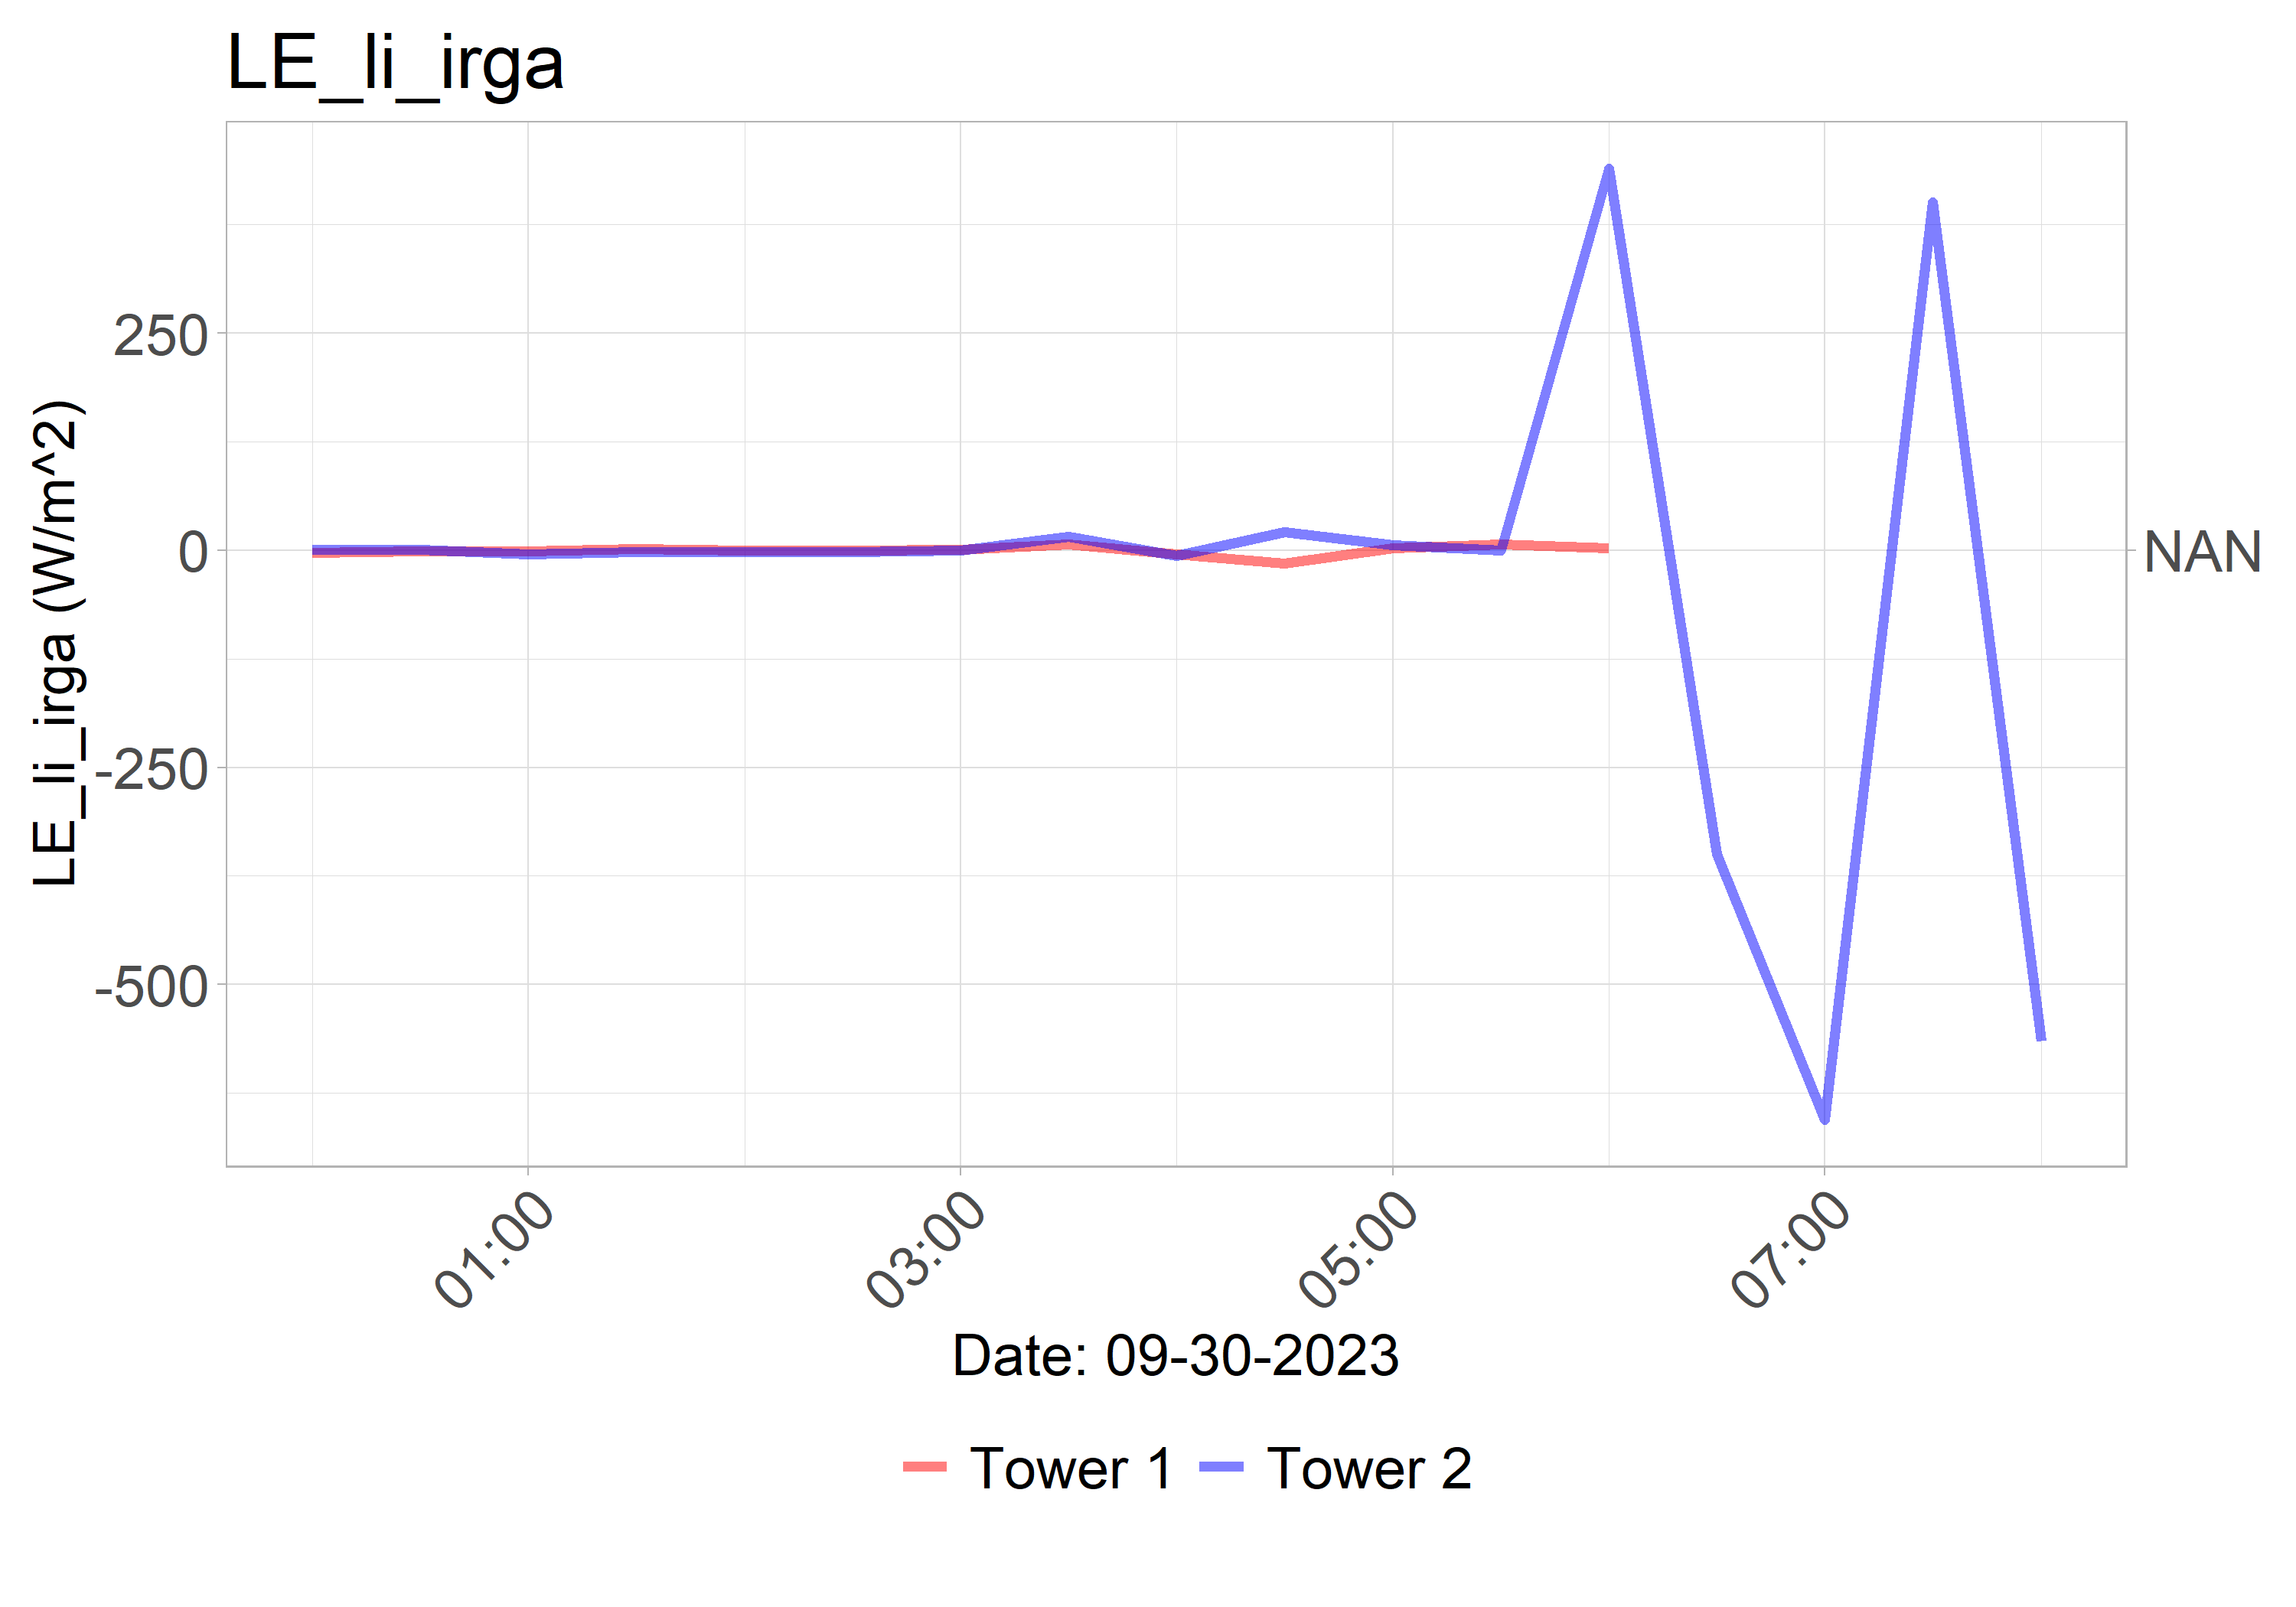 LE_li_irga
LE_li_irga (W/m^2)
250
0
-250
-500
NAN
01:00
03:00
05:00
07:00
Date: 09-30-2023
Tower 1
Tower 2